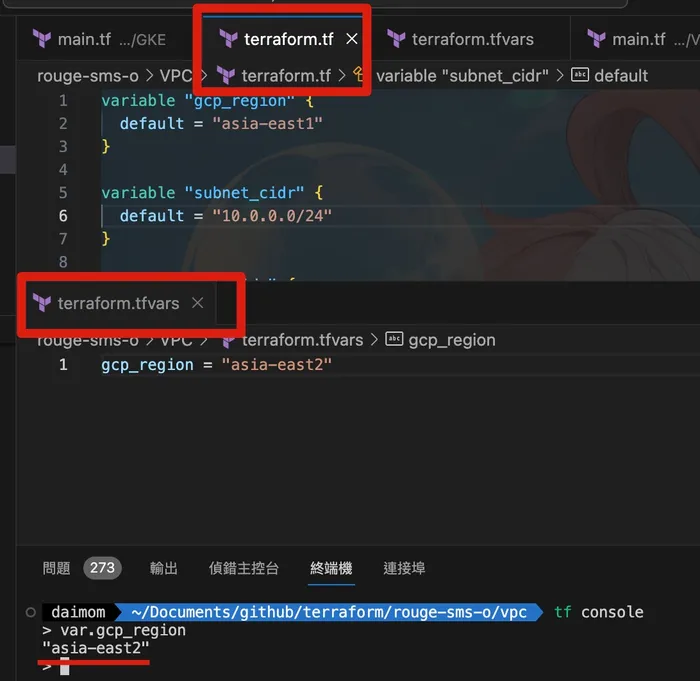 main.tf .../GKE
terraform.tf
terraform.tfvars
main.tf .../V
rouge-sms-o > VPC > terraform.tf > variable "subnet_cidr" > abc default
1 variable "gcp_region" {
2 default = "asia-east1"
3 }
4
5 variable "subnet_cidr" {
6 default = "10.0.0.0/24"
7 }
8
terraform.tfvars
rouge-sms-o > VPC > terraform.tfvars > abc gcp_region
1 gcp_region = "asia-east2"
問題 273 輸出 偵錯主控台 終端機 連接埠
daimom ~/Documents/github/terraform/rouge-sms-o/vpc tf console
> var.gcp_region
"asia-east2"
>